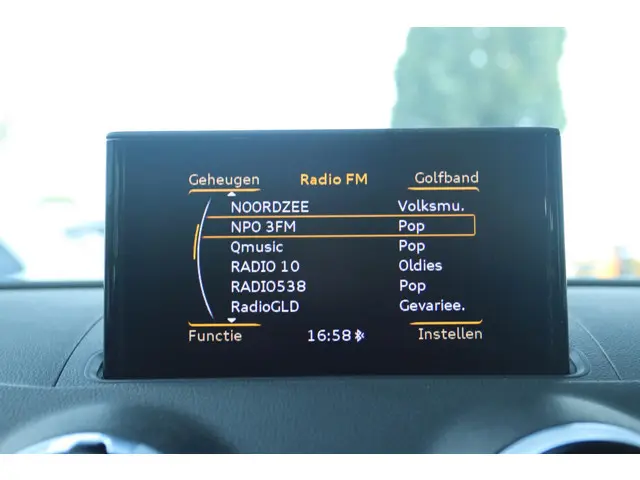 Geheugen Radio FM Golfband
NOORDZEE Volksmu.
NPO 3FM Pop
Qmusic Pop
RADIO 10 Oldies
RADIO538 Pop
RadioGLD Gevariee.
Functie 16:58 Instellen